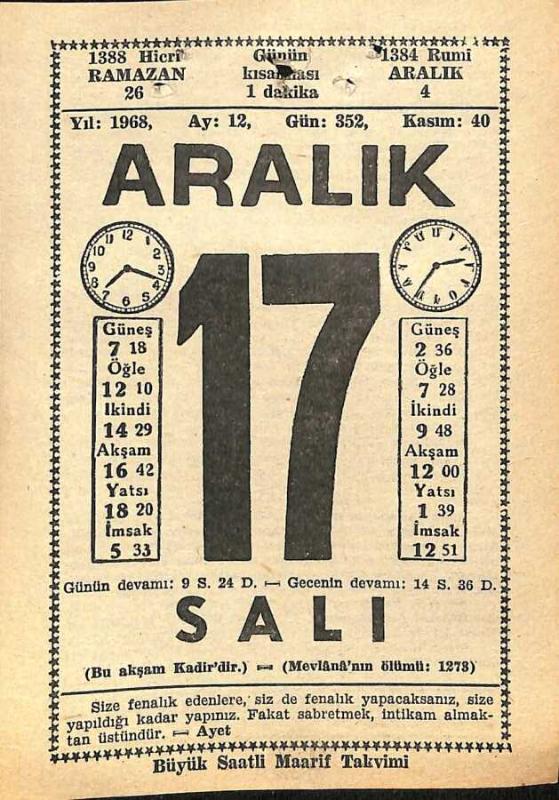 1388 Hicrî
RAMAZAN
26
Günün
kısalması
1 dakika
1384 Rumi
ARALIK
4
Yıl: 1968, Ay: 12, Gün: 352, Kasım: 40
ARALIK
17
Güneş
7 18
Öğle
12 10
İkindi
14 29
Akşam
16 42
Yatsı
18 20
İmsak
5 33
Güneş
2 36
Öğle
7 28
İkindi
9 48
Akşam
12 00
Yatsı
1 39
İmsak
12 51
Günün devamı: 9 S. 24 D. — Gecenin devamı: 14 S. 36 D.
SALI
(Bu akşam Kadir'dir.) — (Mevlânâ'nın ölümü: 1273)
Size fenalık edenlere, siz de fenalık yapacaksanız, size
yapıldığı kadar yapınız. Fakat sabretmek, intikam almak-
tan üstündür. — Ayet
Büyük Saatli Maarif Takvimi